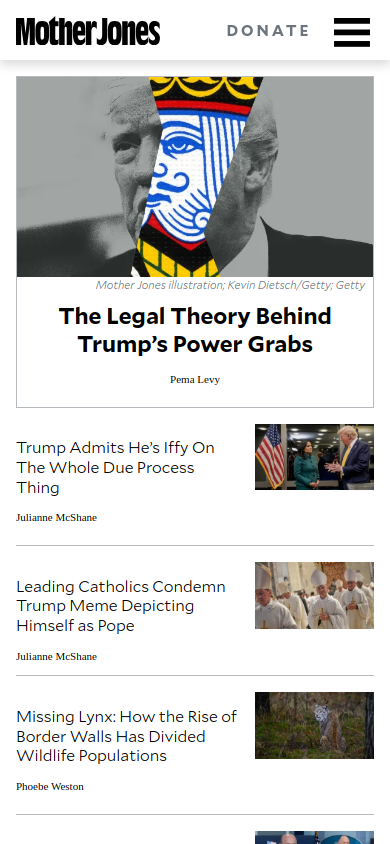 Mother Jones
DONATE
Mother Jones illustration; Kevin Dietsch/Getty; Getty
The Legal Theory Behind
Trump’s Power Grabs
Pema Levy
Trump Admits He’s Iffy On
The Whole Due Process
Thing
Julianne McShane
Leading Catholics Condemn
Trump Meme Depicting
Himself as Pope
Julianne McShane
Missing Lynx: How the Rise of
Border Walls Has Divided
Wildlife Populations
Phoebe Weston